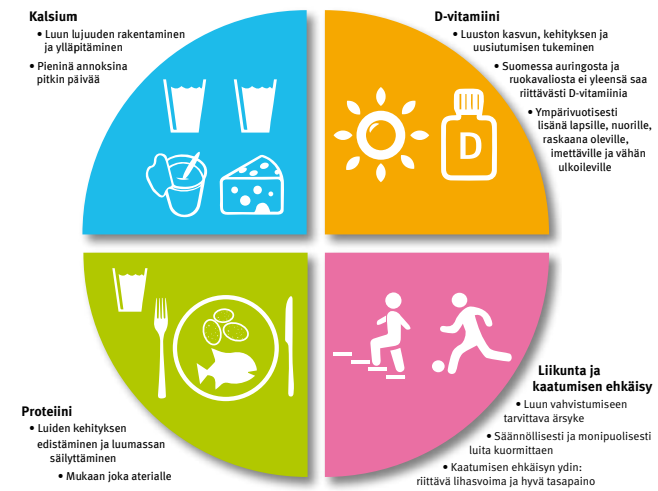 Kalsium
• Luun lujuuden rakentaminen
ja ylläpitäminen
• Pieninä annoksina
pitkin päivää
D-vitamiini
• Luuston kasvun, kehityksen ja
uusiutumisen tukeminen
• Suomessa auringosta ja
ruokavaliosta ei yleensä saa
riittävästi D-vitamiinia
• Ympärivuotisesti
lisänä lapsille, nuorille,
raskaana oleville,
imettäville ja vähän
ulkoileville
D
Proteiini
• Luiden kehityksen
edistäminen ja luumassan
säilyttäminen
• Mukaan joka aterialle
Liikunta ja
kaatumisen ehkäisy
• Luun vahvistumiseen
tarvittava ärsyke
• Säännöllisesti ja monipuolisesti
luita kuormittaen
• Kaatumisen ehkäisyn ydin:
riittävä lihasvoima ja hyvä tasapaino